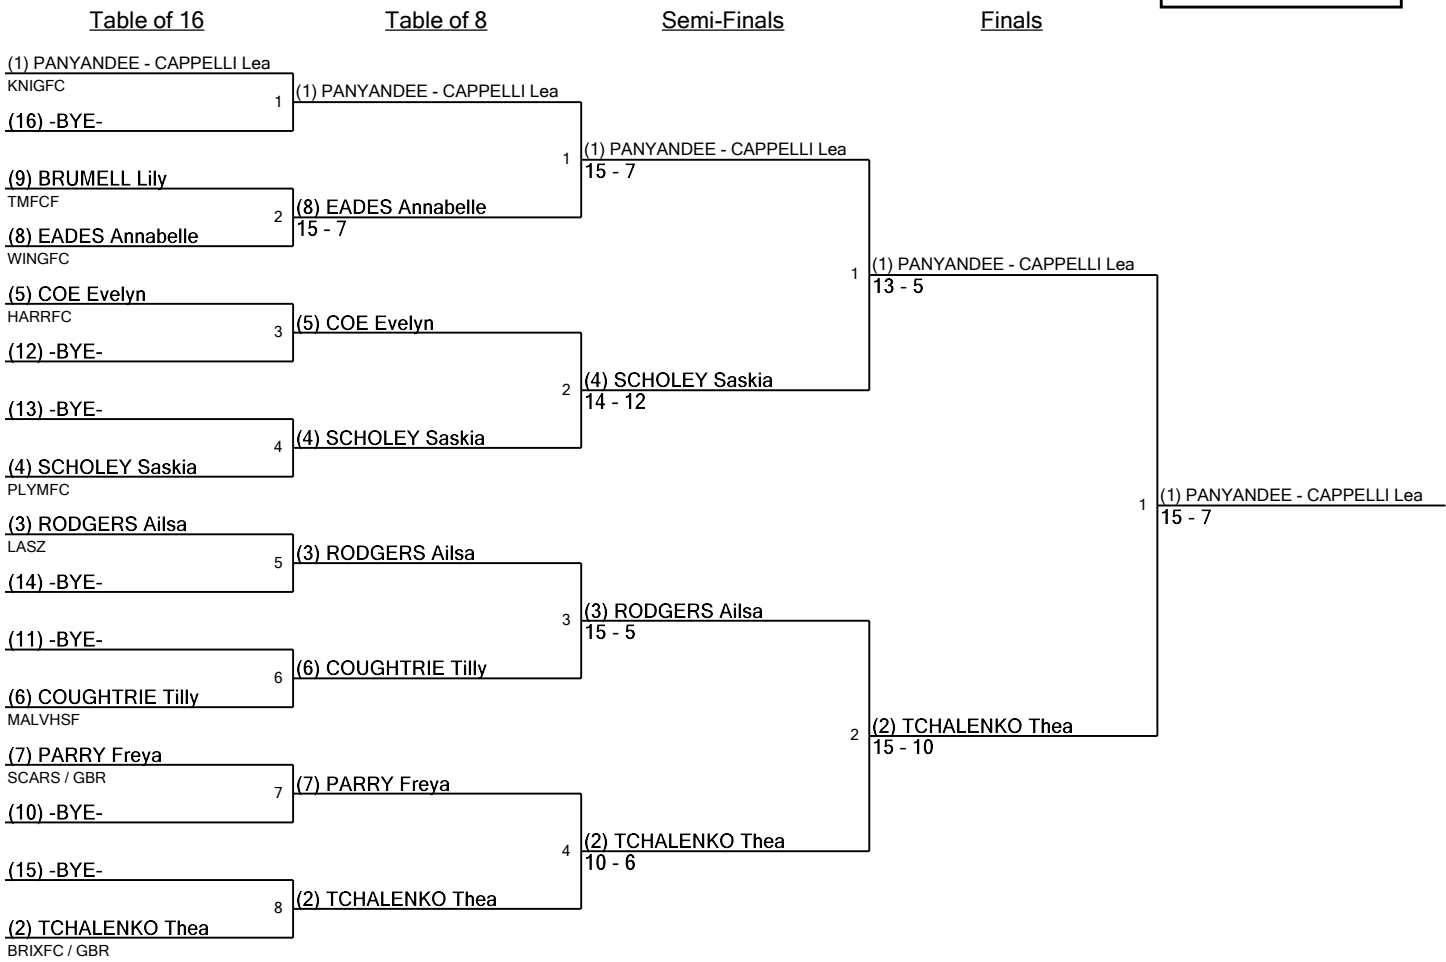 Table of 16
Table of 8
Semi-Finals
Finals
(1) PANYANDEE - CAPPELLI Lea
KNIGFC
1
(16) -BYE-
(9) BRUMELL Lily
TMFCF
2
(8) EADES Annabelle
WINGFC
(5) COE Evelyn
HARRFC
3
(12) -BYE-
(13) -BYE-
4
(4) SCHOLEY Saskia
PLYMFC
(3) RODGERS Ailsa
LASZ
5
(14) -BYE-
(11) -BYE-
6
(6) COUGHTRIE Tilly
MALVHSF
(7) PARRY Freya
SCARS / GBR
7
(10) -BYE-
(15) -BYE-
8
(2) TCHALENKO Thea
BRIXFC / GBR
(1) PANYANDEE - CAPPELLI Lea
1
(8) EADES Annabelle
15 - 7
(5) COE Evelyn
2
(4) SCHOLEY Saskia
(3) RODGERS Ailsa
3
(6) COUGHTRIE Tilly
(7) PARRY Freya
4
(2) TCHALENKO Thea
(1) PANYANDEE - CAPPELLI Lea
15 - 7
1
(4) SCHOLEY Saskia
14 - 12
(3) RODGERS Ailsa
15 - 5
2
(2) TCHALENKO Thea
10 - 6
(1) PANYANDEE - CAPPELLI Lea
13 - 5
1
(2) TCHALENKO Thea
15 - 10
(1) PANYANDEE - CAPPELLI Lea
15 - 7